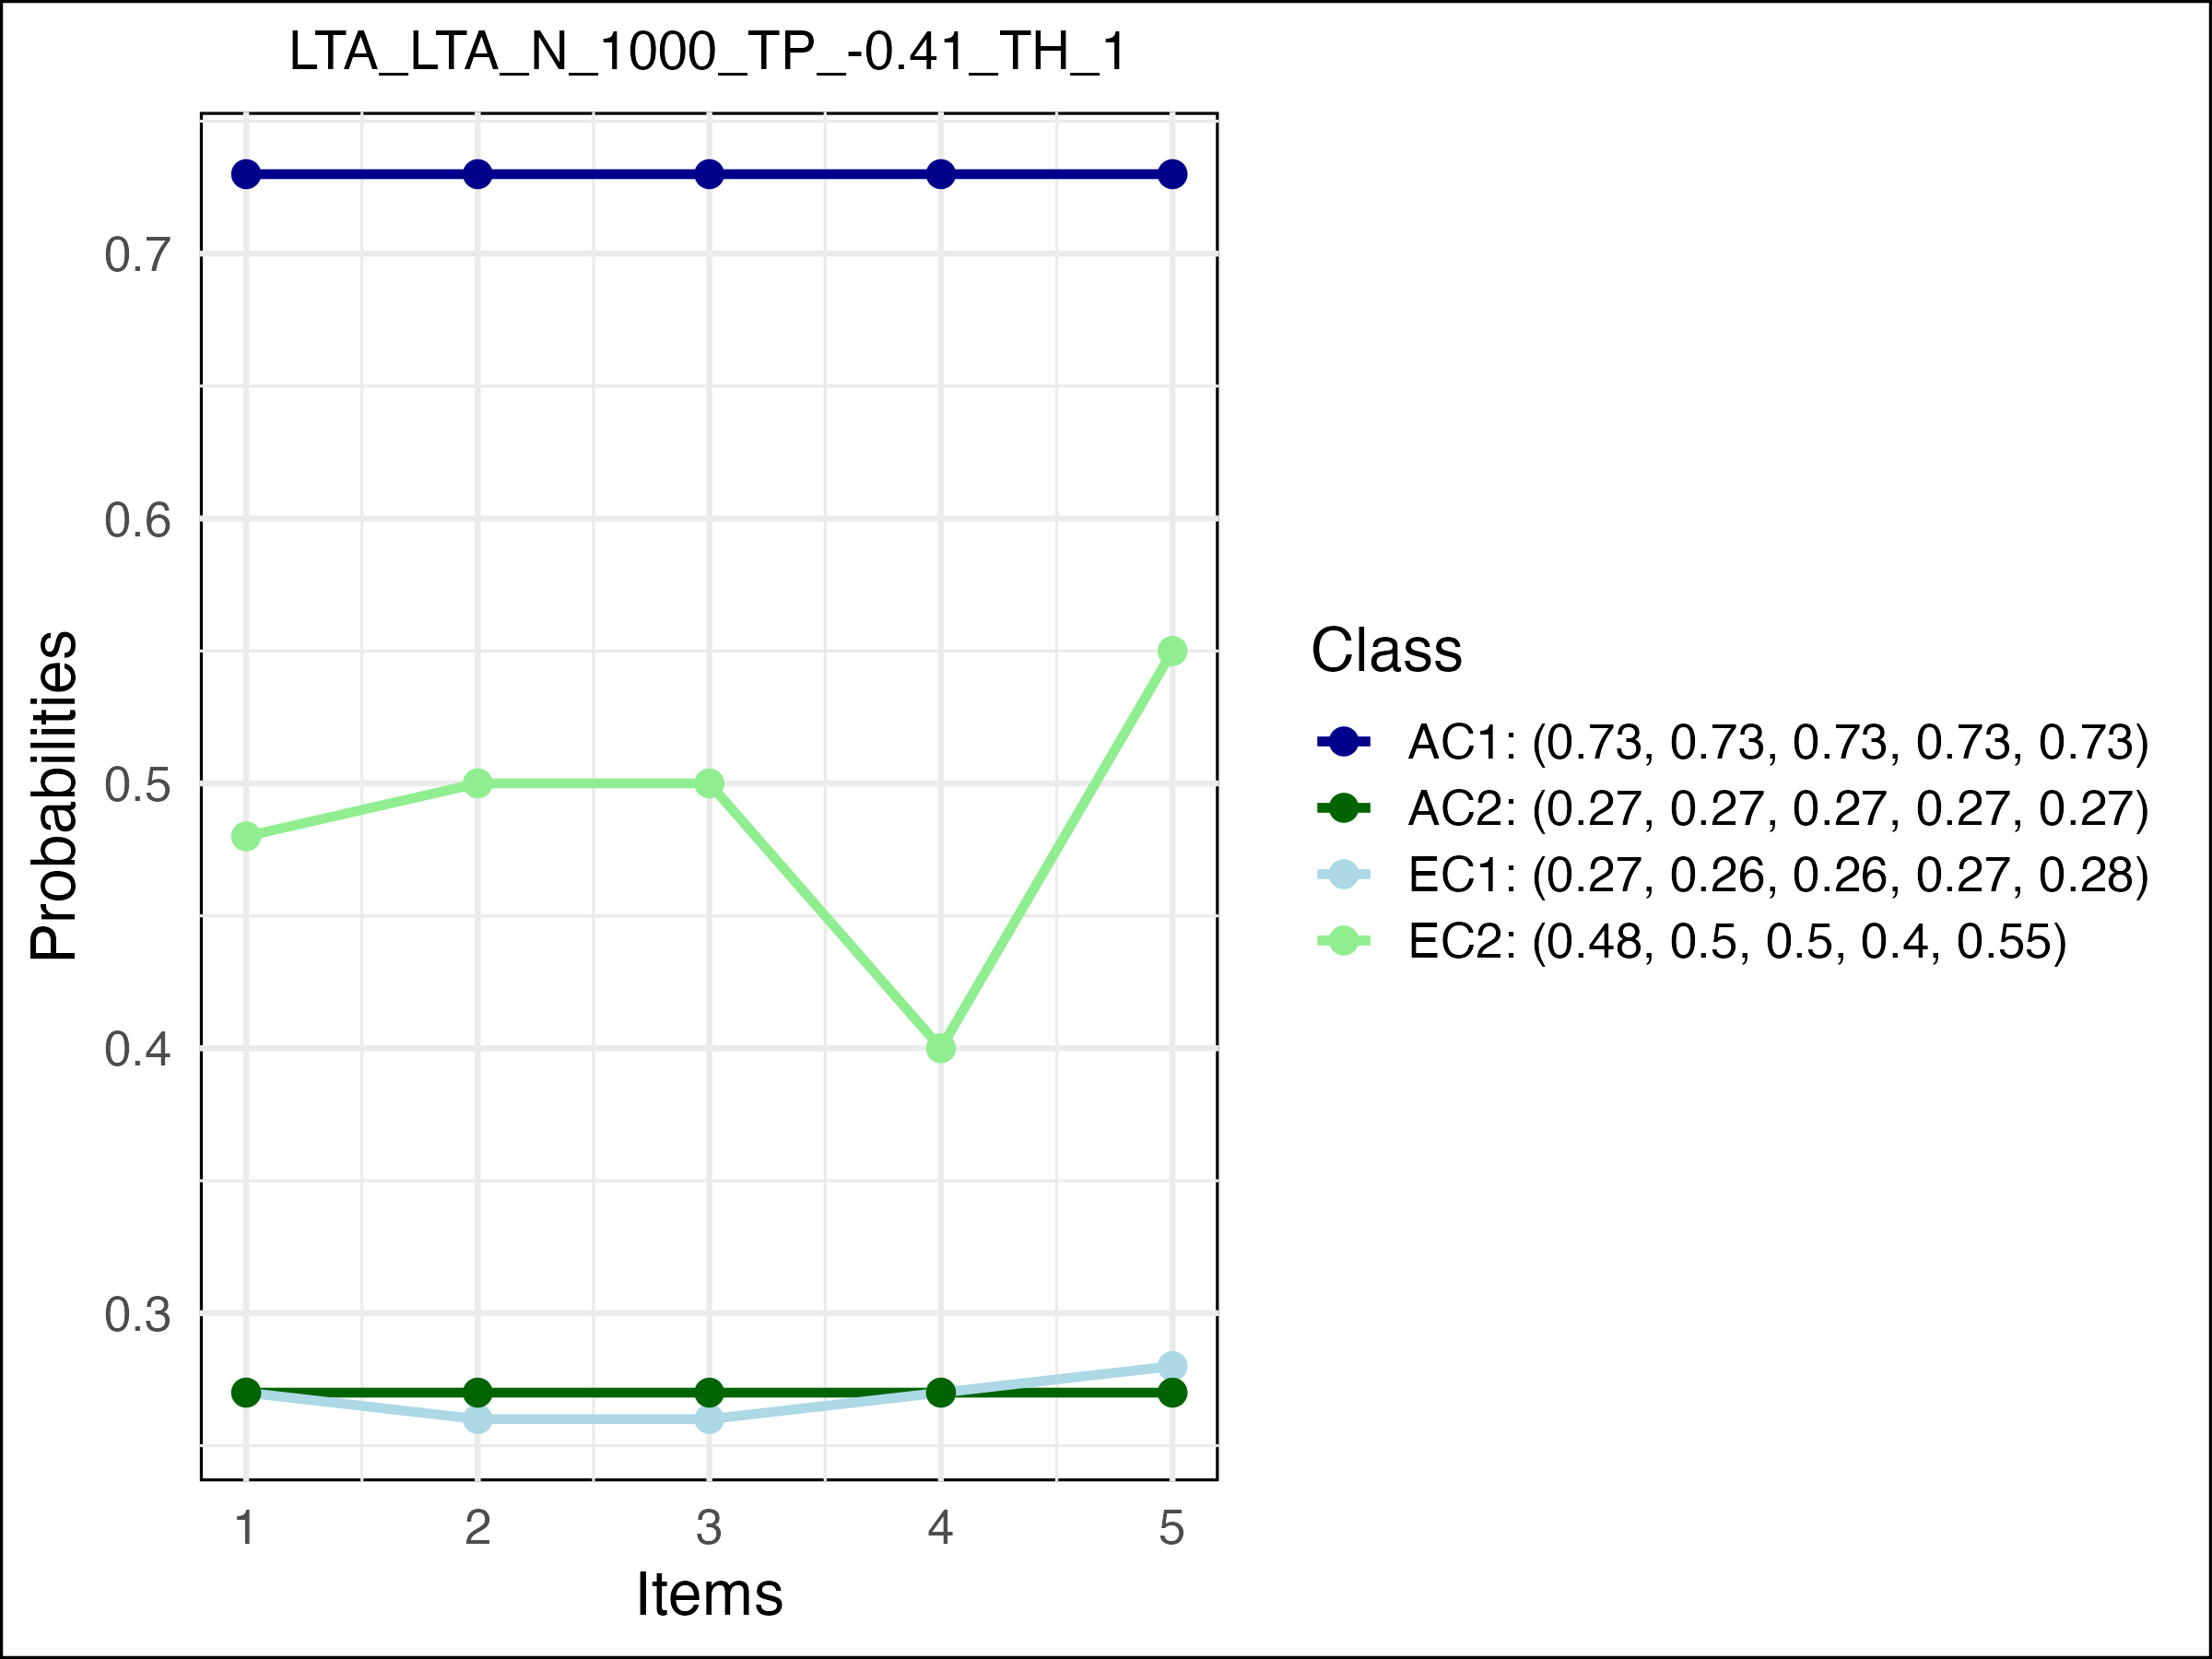 LTA_LTA_N_1000_TP_-0.41_TH_1
Probabilities
0.7
0.6
0.5
0.4
0.3
1 2 3 4 5
Items
Class
AC1: (0.73, 0.73, 0.73, 0.73, 0.73)
AC2: (0.27, 0.27, 0.27, 0.27, 0.27)
EC1: (0.27, 0.26, 0.26, 0.27, 0.28)
EC2: (0.48, 0.5, 0.5, 0.4, 0.55)